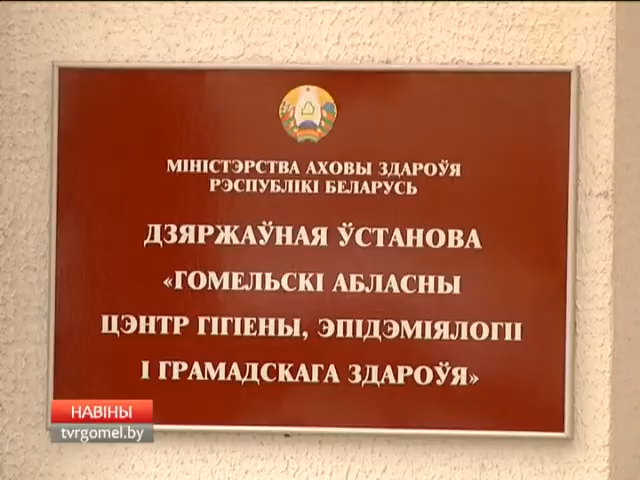 МІНІСТЭРСТВА АХОВЫ ЗДАРОЎЯ
РЭСПУБЛІКІ БЕЛАРУСЬ
ДЗЯРЖАЎНАЯ ЎСТАНОВА
«ГОМЕЛЬСКІ АБЛАСНЫ
ЦЭНТР ГІГІЕНЫ, ЭПІДЭМІЯЛОГІІ
І ГРАМАДСКАГА ЗДАРОЎЯ»
НАВІНЫ
tvrgomel.by